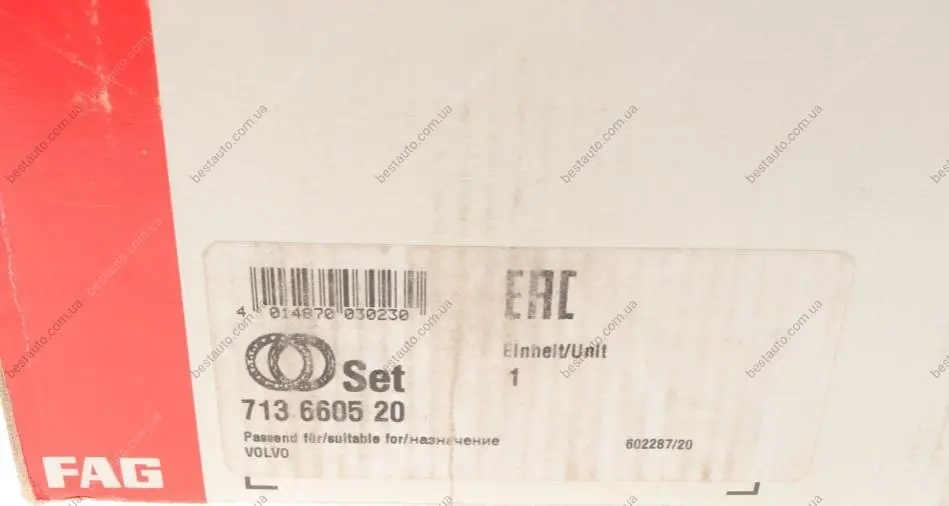 EAC
4 014870 030230
Einheit/Unit
Set
1
713 6605 20
Passend für/suitable for/назначение
VOLVO
602287/20
FAG
bestauto.com.ua